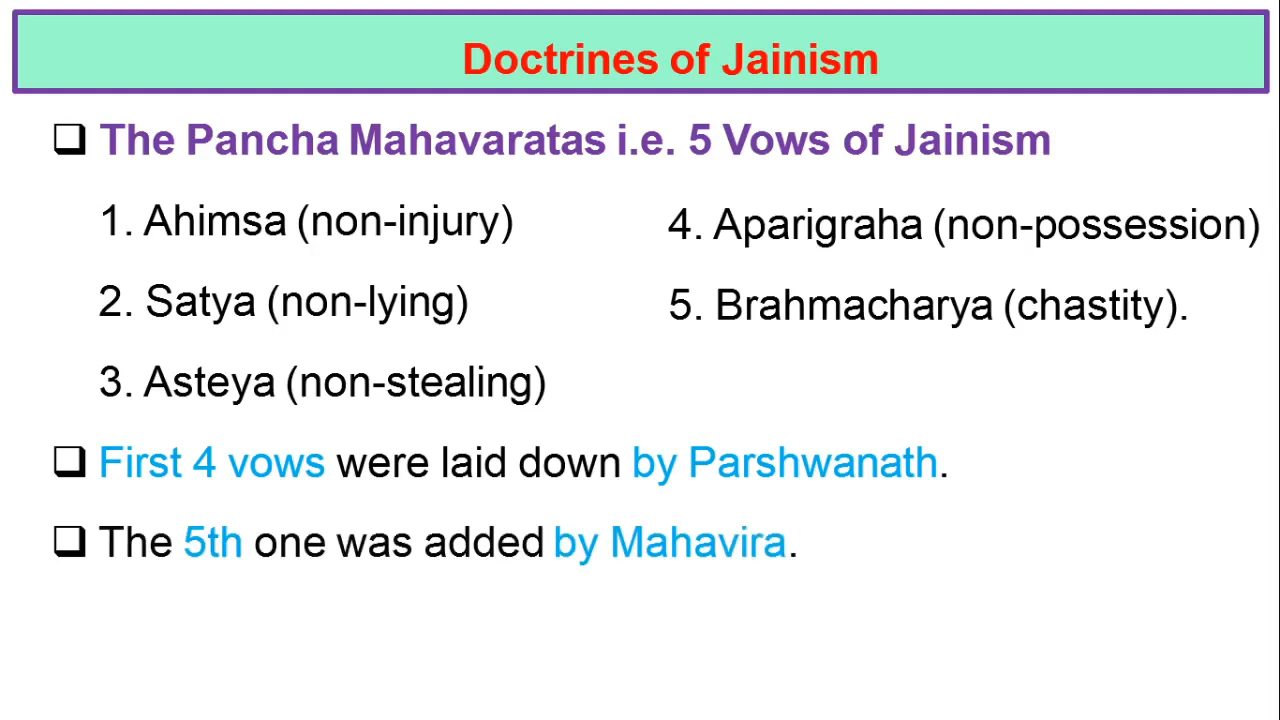 Doctrines of Jainism
The Pancha Mahavaratas i.e. 5 Vows of Jainism
1. Ahimsa (non-injury)
2. Satya (non-lying)
3. Asteya (non-stealing)
4. Aparigraha (non-possession)
5. Brahmacharya (chastity).
First 4 vows were laid down by Parshwanath.
The 5th one was added by Mahavira.